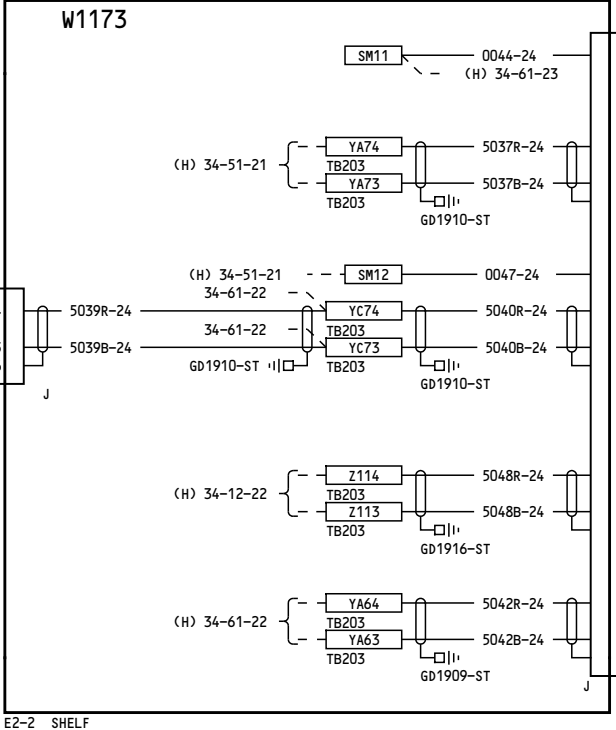 W1173
SM11 0044-24
(H) 34-61-23
YA74 5037R-24
(H) 34-51-21
TB203
YA73 5037B-24
TB203
GD1910-ST
(H) 34-51-21 SM12 0047-24
34-61-22
5039R-24 YC74 5040R-24
34-61-22 TB203
5039B-24 YC73 5040B-24
GD1910-ST TB203
GD1910-ST
J
Z114 5048R-24
(H) 34-12-22
TB203
Z113 5048B-24
TB203
GD1916-ST
YA64 5042R-24
(H) 34-61-22
TB203
YA63 5042B-24
TB203
GD1909-ST
J
E2-2 SHELF